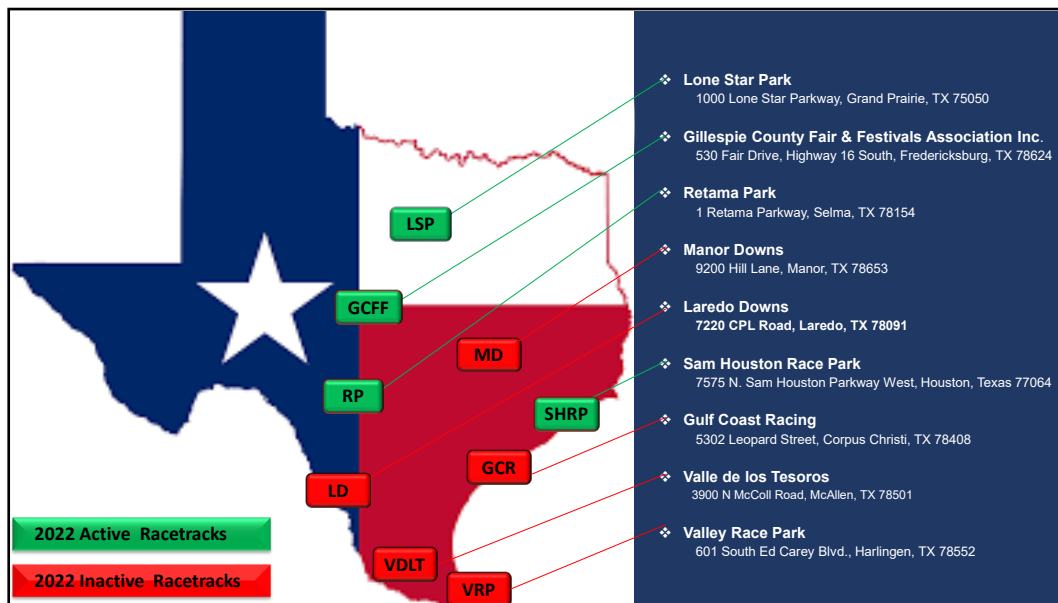 Lone Star Park
1000 Lone Star Parkway, Grand Prairie, TX 75050
Gillespie County Fair & Festivals Association Inc.
530 Fair Drive, Highway 16 South, Fredericksburg, TX 78624
Retama Park
1 Retama Parkway, Selma, TX 78154
Manor Downs
9200 Hill Lane, Manor, TX 78653
Laredo Downs
7220 CPL Road, Laredo, TX 78091
Sam Houston Race Park
7575 N. Sam Houston Parkway West, Houston, Texas 77064
Gulf Coast Racing
5302 Leopard Street, Corpus Christi, TX 78408
Valle de los Tesoros
3900 N McColl Road, McAllen, TX 78501
Valley Race Park
601 South Ed Carey Blvd., Harlingen, TX 78552
LSP
GCFF
MD
RP
SHRP
GCR
LD
VDLT
VRP
2022 Active Racetracks
2022 Inactive Racetracks